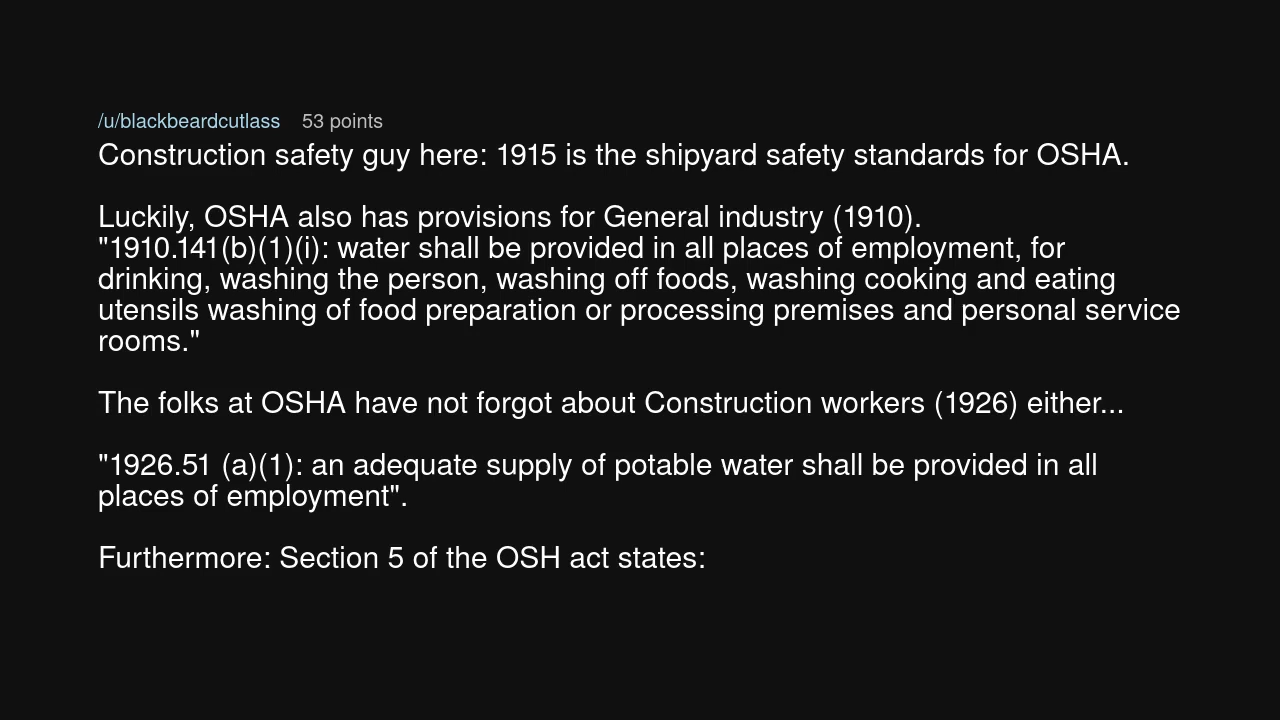 /u/blackbeardcutlass 53 points
Construction safety guy here: 1915 is the shipyard safety standards for OSHA.
Luckily, OSHA also has provisions for General industry (1910).
"1910.141(b)(1)(i): water shall be provided in all places of employment, for
drinking, washing the person, washing off foods, washing cooking and eating
utensils washing of food preparation or processing premises and personal service
rooms."
The folks at OSHA have not forgot about Construction workers (1926) either...
"1926.51 (a)(1): an adequate supply of potable water shall be provided in all
places of employment".
Furthermore: Section 5 of the OSH act states: